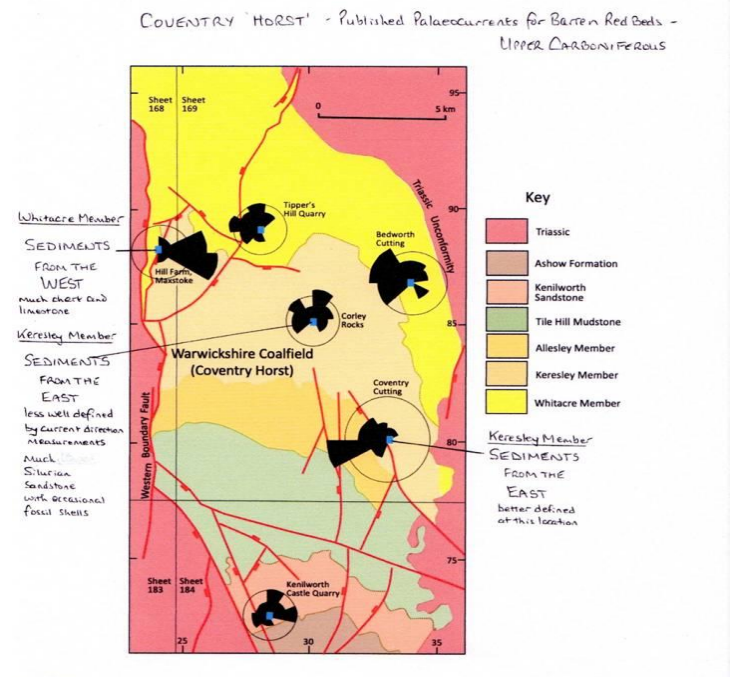 COVENTRY 'HORST' - Published Palaeocurrents for Barren Red Beds -
UPPER CARBONIFEROUS
Sheet 168
Sheet 169
0
5 km
95
90
85
80
75
25
30
35
Tipper's
Hill Quarry
Bedworth
Cutting
Triassic Unconformity
Hill Farm,
Maxstoke
Corley
Rocks
Warwickshire Coalfield
(Coventry Horst)
Coventry
Cutting
Western Boundary Fault
Sheet 183
Sheet 184
Kenilworth
Castle Quarry
Whitacre Member
SEDIMENTS
FROM THE
WEST
much chert and
limestone
Keresley Member
SEDIMENTS
FROM THE
EAST
less well defined
by current direction
measurements
Much
Silurian
Sandstone
with occasional
fossil shells
Key
Triassic
Ashow Formation
Kenilworth
Sandstone
Tile Hill Mudstone
Allesley Member
Keresley Member
Whitacre Member
Keresley Member
SEDIMENTS
FROM THE
EAST
better defined
at this location